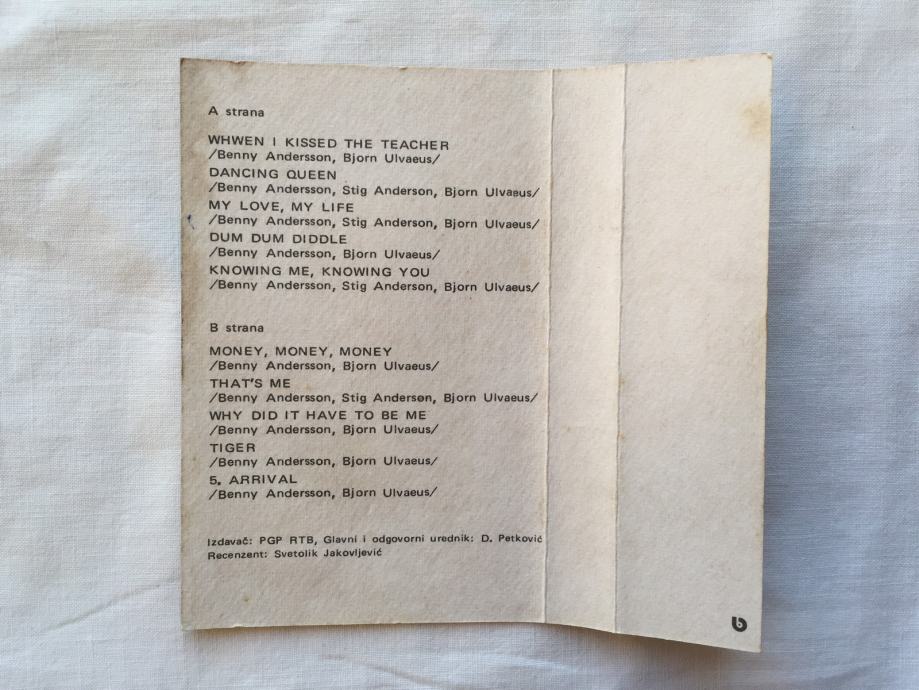 A strana
WHWEN I KISSED THE TEACHER
/Benny Andersson, Bjorn Ulvaeus/
DANCING QUEEN
/Benny Andersson, Stig Anderson, Bjorn Ulvaeus/
MY LOVE, MY LIFE
/Benny Andersson, Stig Anderson, Bjorn Ulvaeus/
DUM DUM DIDDLE
/Benny Andersson, Bjorn Ulvaeus/
KNOWING ME, KNOWING YOU
/Benny Andersson, Stig Anderson, Bjorn Ulvaeus/
B strana
MONEY, MONEY, MONEY
/Benny Andersson, Bjorn Ulvaeus/
THAT'S ME
/Benny Andersson, Stig Anderson, Bjorn Ulvaeus/
WHY DID IT HAVE TO BE ME
/Benny Andersson, Bjorn Ulvaeus/
TIGER
/Benny Andersson, Bjorn Ulvaeus/
5. ARRIVAL
/Benny Andersson, Bjorn Ulvaeus/
Izdavač: PGP RTB, Glavni i odgovorni urednik: D. Petković
Recenzent: Svetolik Jakovljević
b